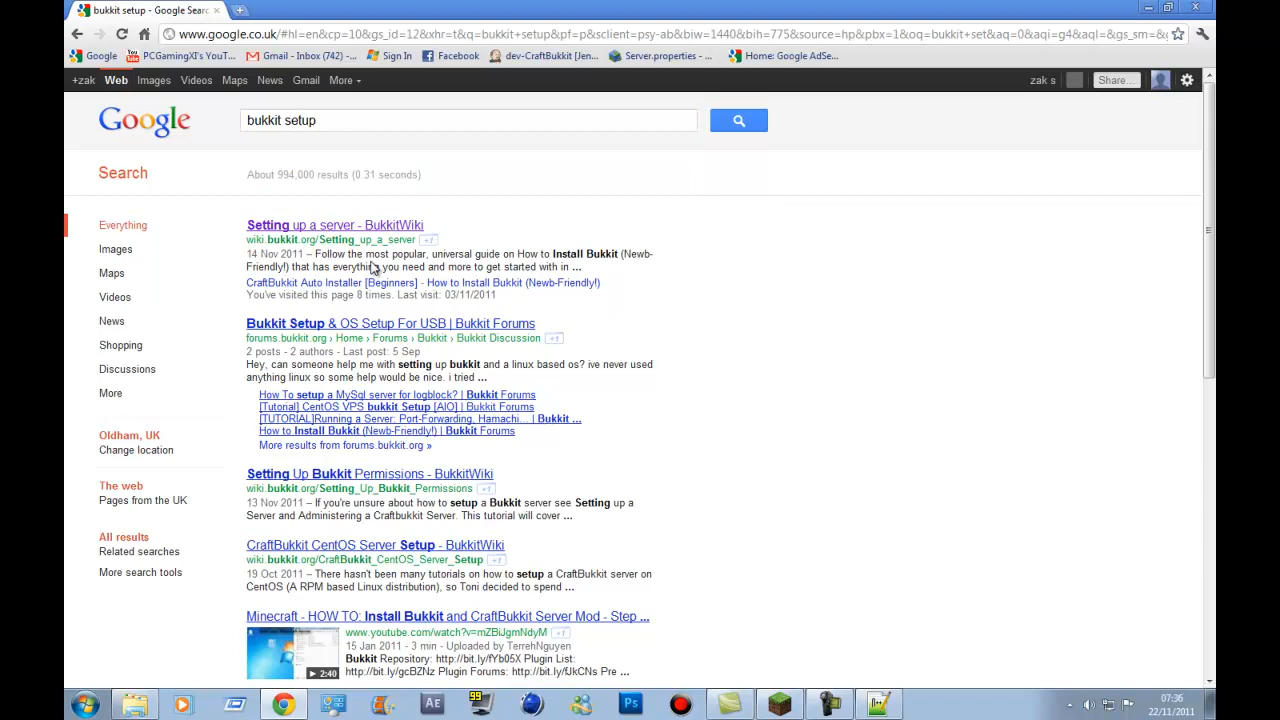 bukkit setup - Google Searc
www.google.co.uk/#hl=en&cp=10&gs_id=12&xhr=t&q=bukkit+setup&pf=p&sclient=psy-ab&biw=1440&bih=775&source=hp&pbx=1&oq=bukkit+set&aq=0&aqi=g4&aql=&gs_sm=&
Google PCGamingXI's YouT... Gmail - Inbox (742) -... Sign In Facebook dev-CraftBukkit [Jen... Server.properties - ... Home: Google AdSe...
+zak Web Images Videos Maps News Gmail More zak s Share...
Google
bukkit setup
Search
About 994,000 results (0.31 seconds)
Everything
Images
Maps
Videos
News
Shopping
Discussions
More
Oldham, UK
Change location
The web
Pages from the UK
All results
Related searches
More search tools
Setting up a server - BukkitWiki
wiki.bukkit.org/Setting_up_a_server +1
14 Nov 2011 – Follow the most popular, universal guide on How to Install Bukkit (Newb-
Friendly!) that has everything you need and more to get started with in ...
CraftBukkit Auto Installer [Beginners] - How to Install Bukkit (Newb-Friendly!)
You've visited this page 8 times. Last visit: 03/11/2011
Bukkit Setup & OS Setup For USB | Bukkit Forums
forums.bukkit.org › Home › Forums › Bukkit › Bukkit Discussion +1
2 posts - 2 authors - Last post: 5 Sep
Hey, can someone help me with setting up bukkit and a linux based os? ive never used
anything linux so some help would be nice. i tried ...
How To setup a MySql server for logblock? | Bukkit Forums
[Tutorial] CentOS VPS bukkit Setup [AIO] | Bukkit Forums
[TUTORIAL]Running a Server: Port-Forwarding, Hamachi... | Bukkit ...
How to Install Bukkit (Newb-Friendly!) | Bukkit Forums
More results from forums.bukkit.org »
Setting Up Bukkit Permissions - BukkitWiki
wiki.bukkit.org/Setting_Up_Bukkit_Permissions +1
13 Nov 2011 – If you're unsure about how to setup a Bukkit server see Setting up a
Server and Administering a Craftbukkit Server. This tutorial will cover ...
CraftBukkit CentOS Server Setup - BukkitWiki
wiki.bukkit.org/CraftBukkit_CentOS_Server_Setup +1
19 Oct 2011 – There hasn't been many tutorials on how to setup a CraftBukkit server on
CentOS (A RPM based Linux distribution), so Toni decided to spend ...
Minecraft - HOW TO: Install Bukkit and CraftBukkit Server Mod - Step ...
www.youtube.com/watch?v=mZBiJgmNdyM +1
15 Jan 2011 - 3 min - Uploaded by TerrehNguyen
Bukkit Repository: http://bit.ly/fYb05X Plugin List:
http://bit.ly/gcBZNz Plugin Forums: http://bit.ly/fJkCNs Pre ...
2:40
Ae 99 Ps
07:36
22/11/2011